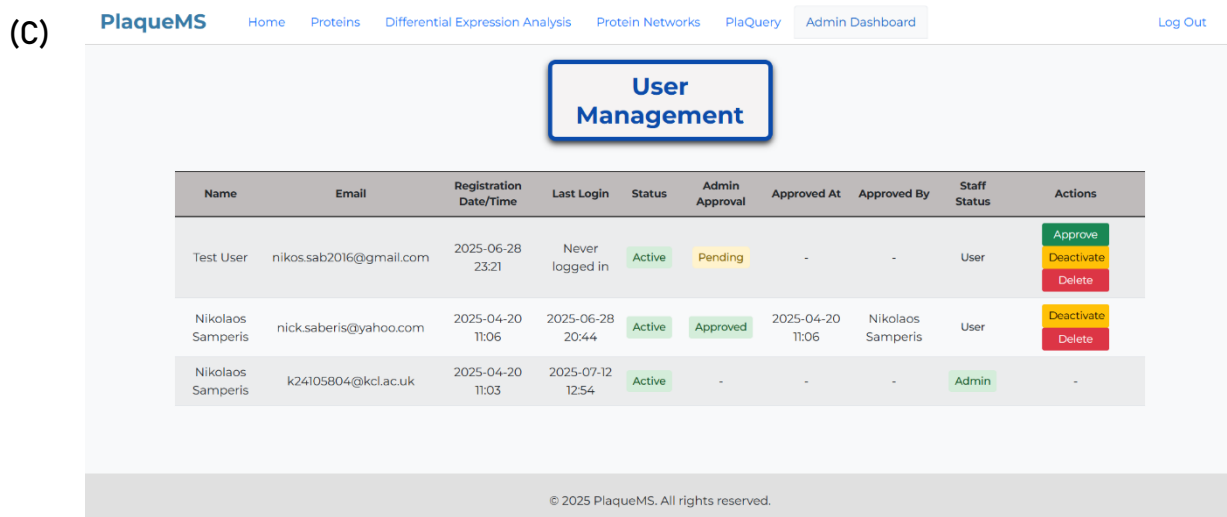 (C)
PlaqueMS Home Proteins Differential Expression Analysis Protein Networks PlaQuery Admin Dashboard Log Out
User
Management
Name Email Registration Date/Time Last Login Status Admin Approval Approved At Approved By Staff Status Actions
Test User nikos.sab2016@gmail.com 2025-06-28 23:21 Never logged in Active Pending - - User Approve Deactivate Delete
Nikolaos Samperis nick.saberis@yahoo.com 2025-04-20 11:06 2025-06-28 20:44 Active Approved 2025-04-20 11:06 Nikolaos Samperis User Deactivate Delete
Nikolaos Samperis k24105804@kcl.ac.uk 2025-04-20 11:03 2025-07-12 12:54 Active - - - Admin -
© 2025 PlaqueMS. All rights reserved.